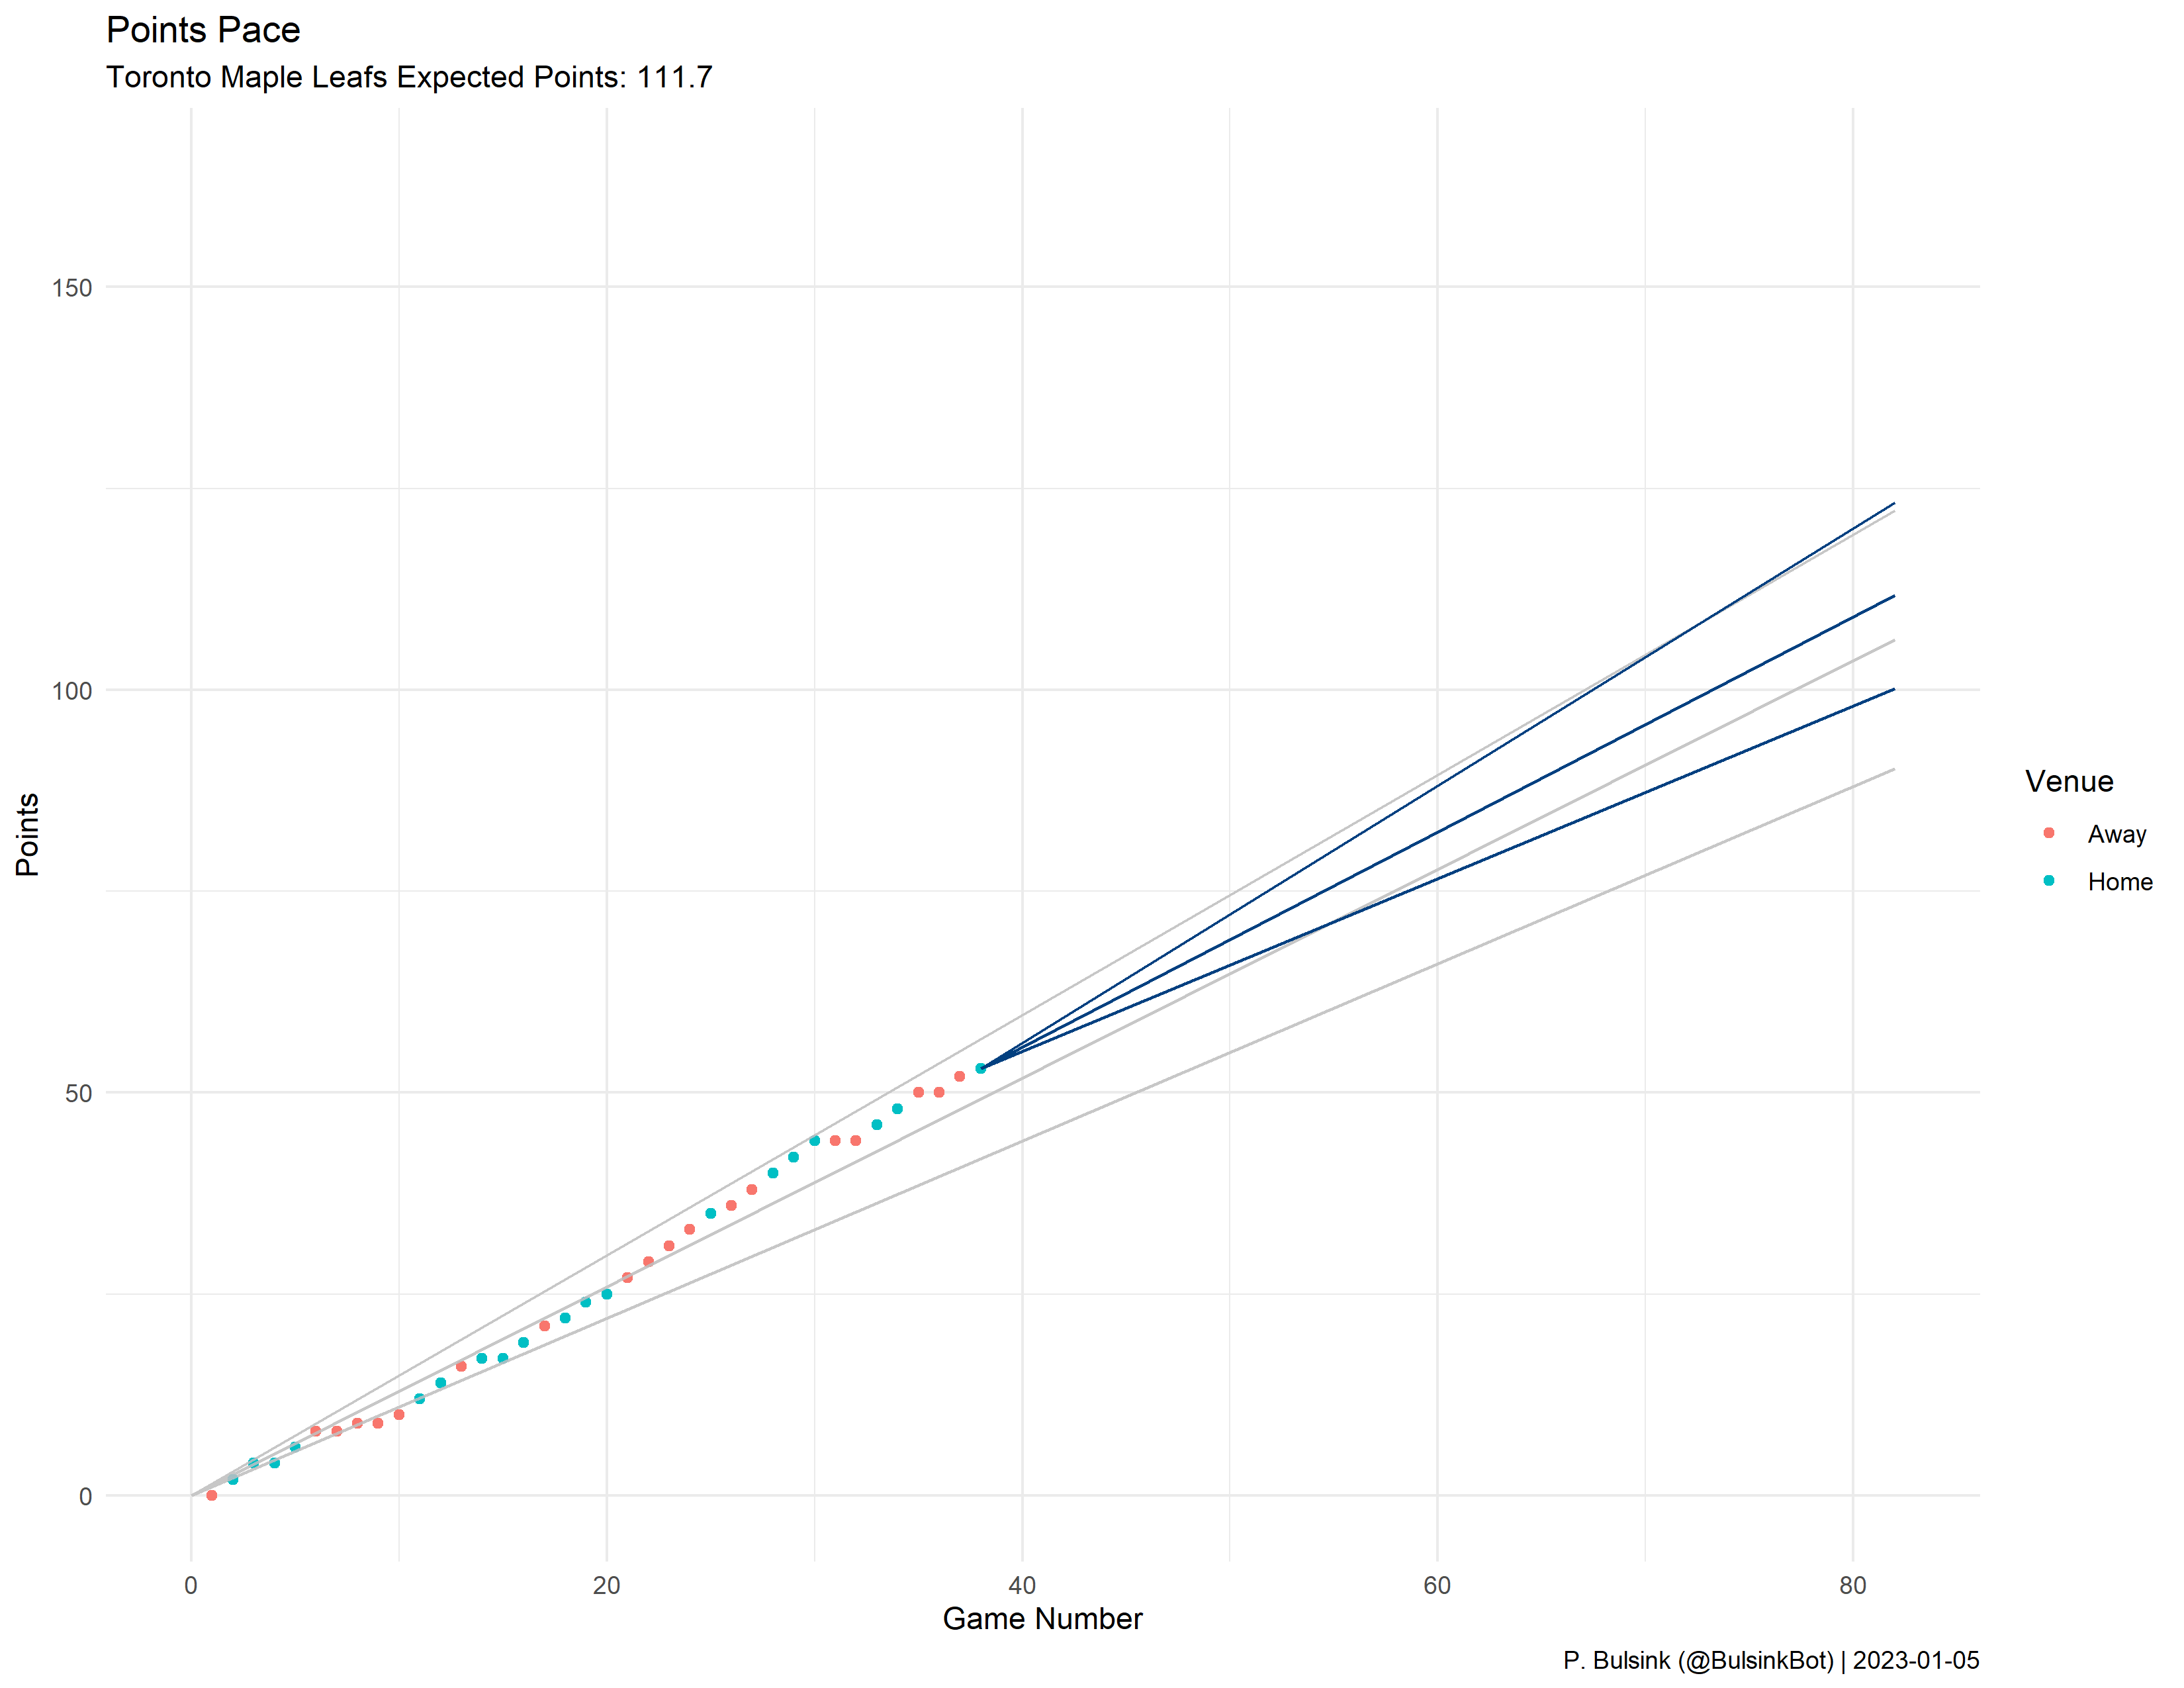 Points Pace
Toronto Maple Leafs Expected Points: 111.7
150
100
50
0
Points
0 20 40 60 80
Game Number
Venue
Away
Home
P. Bulsink (@BulsinkBot) | 2023-01-05